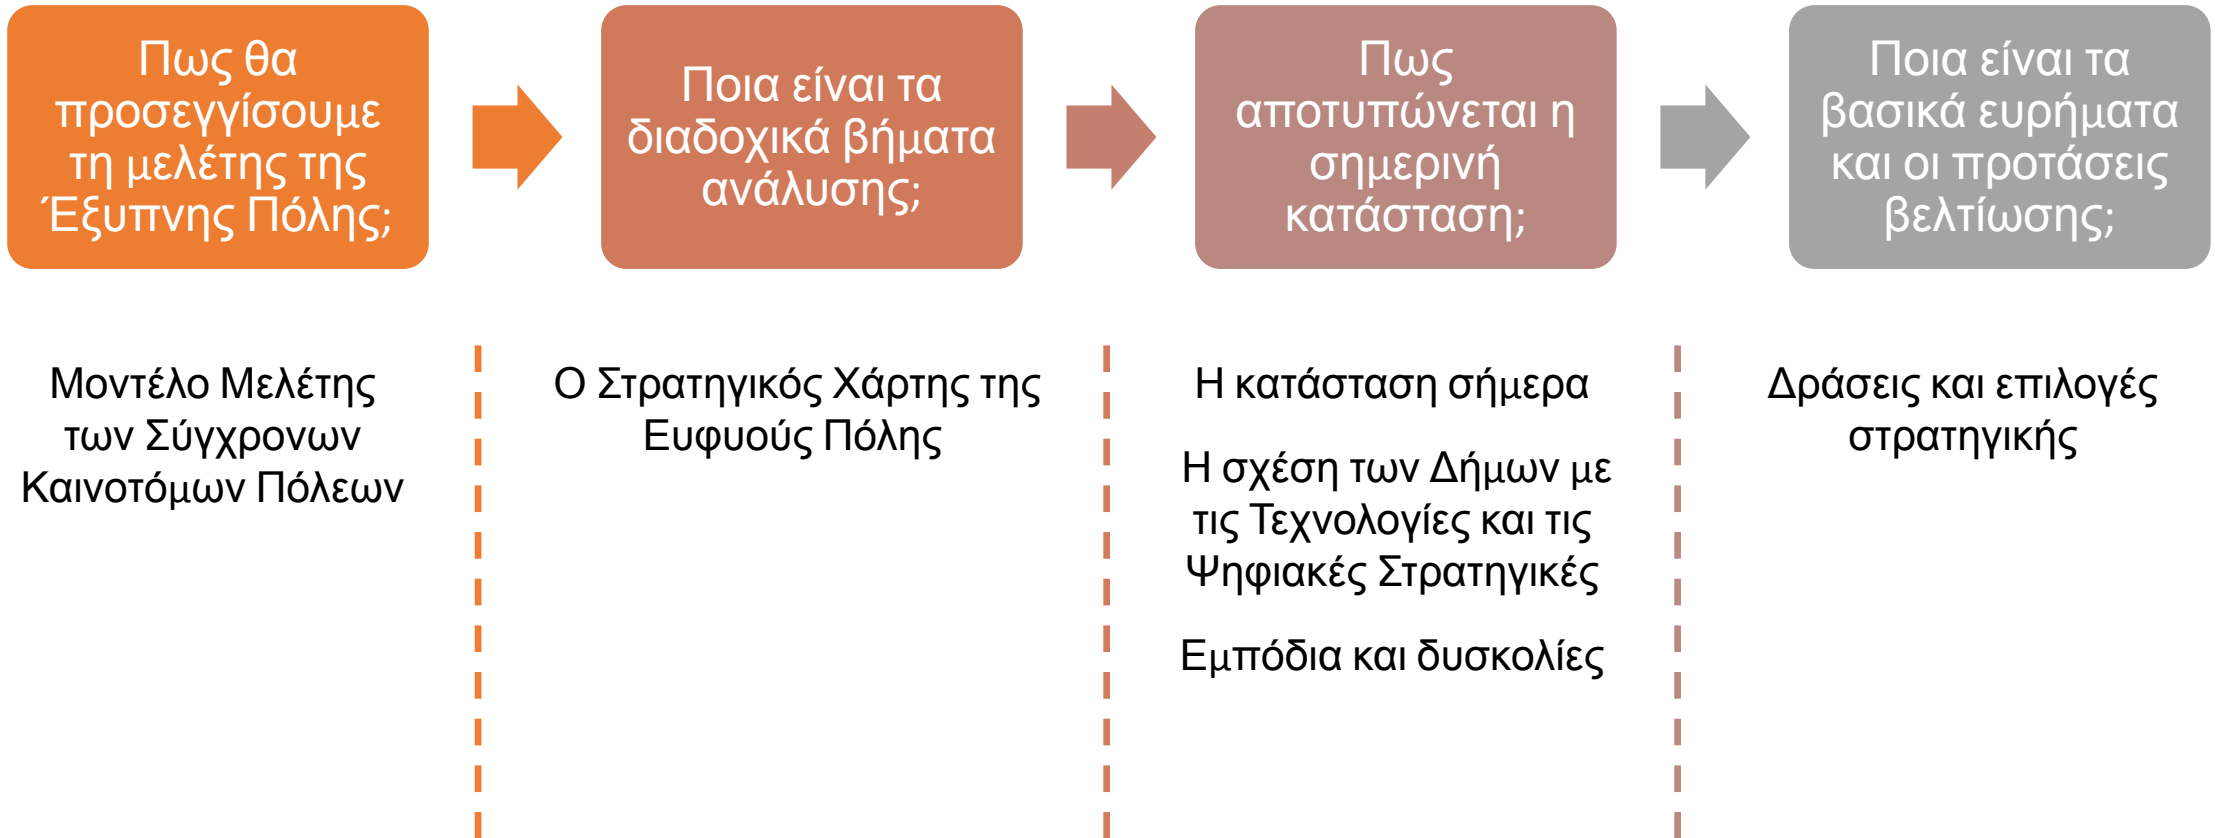 Πως θα
προσεγγίσουμε
τη μελέτης της
Έξυπνης Πόλης;
Ποια είναι τα
διαδοχικά βήματα
ανάλυσης;
Πως
αποτυπώνεται η
σημερινή
κατάσταση;
Ποια είναι τα
βασικά ευρήματα
και οι προτάσεις
βελτίωσης;
Μοντέλο Μελέτης
των Σύγχρονων
Καινοτόμων Πόλεων
Ο Στρατηγικός Χάρτης της
Ευφυούς Πόλης
Η κατάσταση σήμερα
Η σχέση των Δήμων με
τις Τεχνολογίες και τις
Ψηφιακές Στρατηγικές
Εμπόδια και δυσκολίες
Δράσεις και επιλογές
στρατηγικής